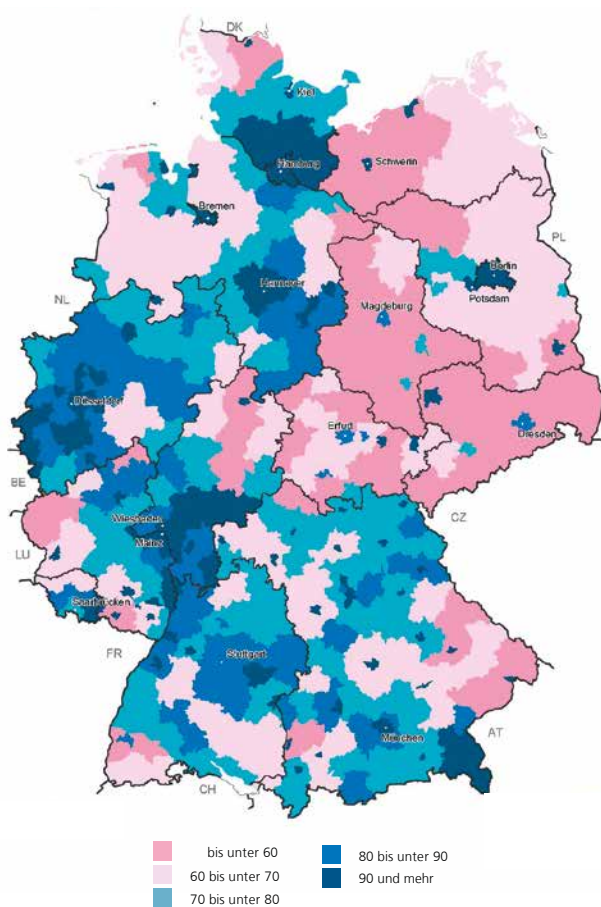 DK
Kiel
Hamburg
Schwerin
Bremen
PL
Berlin
Hannover
Potsdam
NL
Magdeburg
Düsseldorf
Erfurt
Dresden
BE
Wiesbaden
CZ
Mainz
LU
Saarbrücken
FR
Stuttgart
München
AT
CH
bis unter 60
80 bis unter 90
60 bis unter 70
90 und mehr
70 bis unter 80